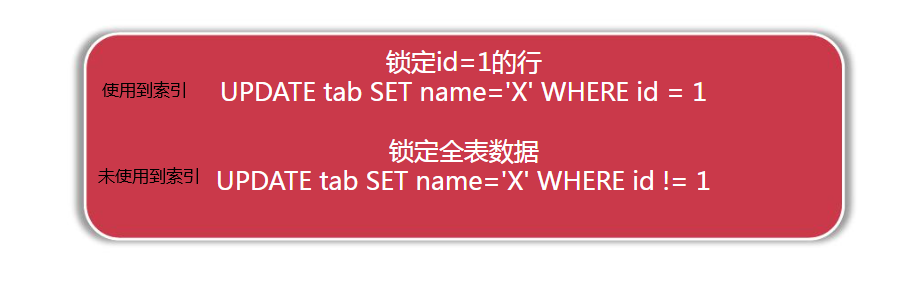 锁定id=1的行
使用到索引 UPDATE tab SET name='X' WHERE id = 1
锁定全表数据
未使用到索引 UPDATE tab SET name='X' WHERE id != 1